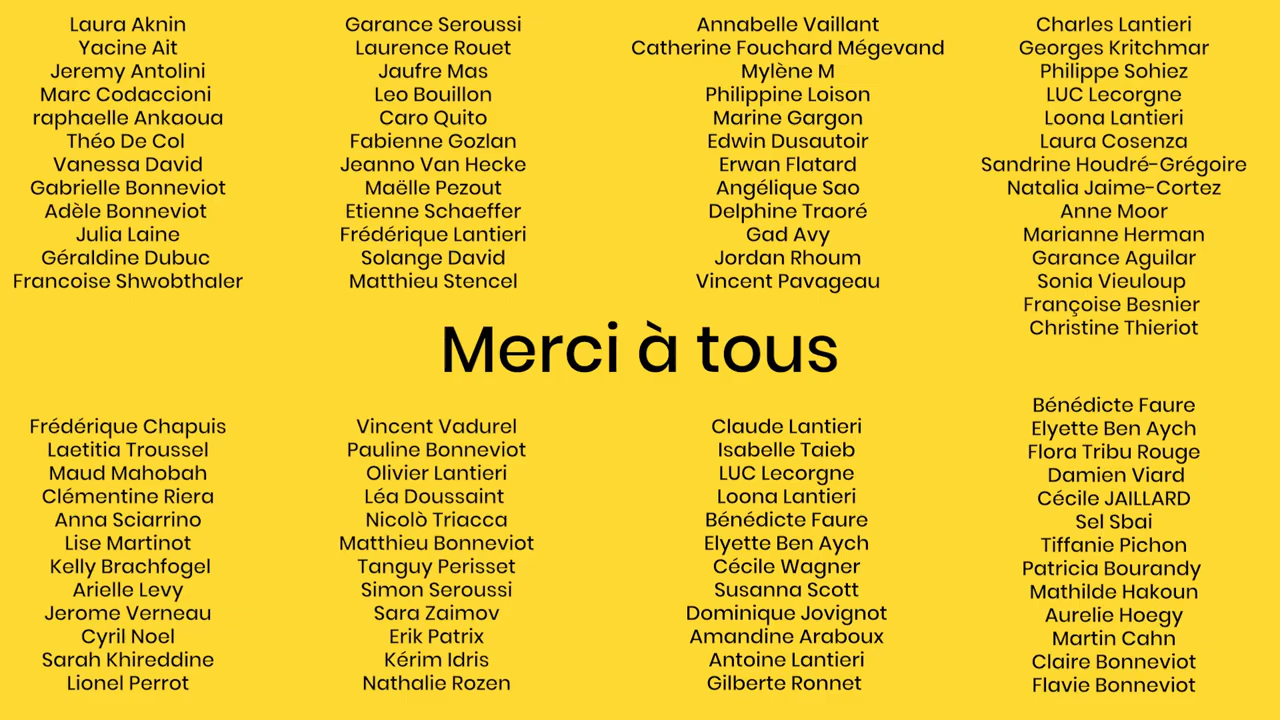 Laura Aknin
Yacine Ait
Jeremy Antolini
Marc Codaccioni
raphaelle Ankaoua
Théo De Col
Vanessa David
Gabrielle Bonneviot
Adèle Bonneviot
Julia Laine
Géraldine Dubuc
Francoise Shwobthaler
Garance Seroussi
Laurence Rouet
Jaufre Mas
Leo Bouillon
Caro Quito
Fabienne Gozlan
Jeanno Van Hecke
Maëlle Pezout
Etienne Schaeffer
Frédérique Lantieri
Solange David
Matthieu Stencel
Annabelle Vaillant
Catherine Fouchard Mégevand
Mylène M
Philippine Loison
Marine Gargon
Edwin Dusautoir
Erwan Flatard
Angélique Sao
Delphine Traoré
Gad Avy
Jordan Rhoum
Vincent Pavageau
Charles Lantieri
Georges Kritchmar
Philippe Sohiez
LUC Lecorgne
Loona Lantieri
Laura Cosenza
Sandrine Houdré-Grégoire
Natalia Jaime-Cortez
Anne Moor
Marianne Herman
Garance Aguilar
Sonia Vieuloup
Françoise Besnier
Christine Thieriot
Merci à tous
Frédérique Chapuis
Laetitia Troussel
Maud Mahobah
Clémentine Riera
Anna Sciarrino
Lise Martinot
Kelly Brachfogel
Arielle Levy
Jerome Verneau
Cyril Noel
Sarah Khireddine
Lionel Perrot
Vincent Vadurel
Pauline Bonneviot
Olivier Lantieri
Léa Doussaint
Nicolò Triacca
Matthieu Bonneviot
Tanguy Perisset
Simon Seroussi
Sara Zaimov
Erik Patrix
Kérim Idris
Nathalie Rozen
Claude Lantieri
Isabelle Taieb
LUC Lecorgne
Loona Lantieri
Bénédicte Faure
Elyette Ben Aych
Cécile Wagner
Susanna Scott
Dominique Jovignot
Amandine Araboux
Antoine Lantieri
Gilberte Ronnet
Bénédicte Faure
Elyette Ben Aych
Flora Tribu Rouge
Damien Viard
Cécile JAILLARD
Sel Sbai
Tiffanie Pichon
Patricia Bourandy
Mathilde Hakoun
Aurelie Hoegy
Martin Cahn
Claire Bonneviot
Flavie Bonneviot